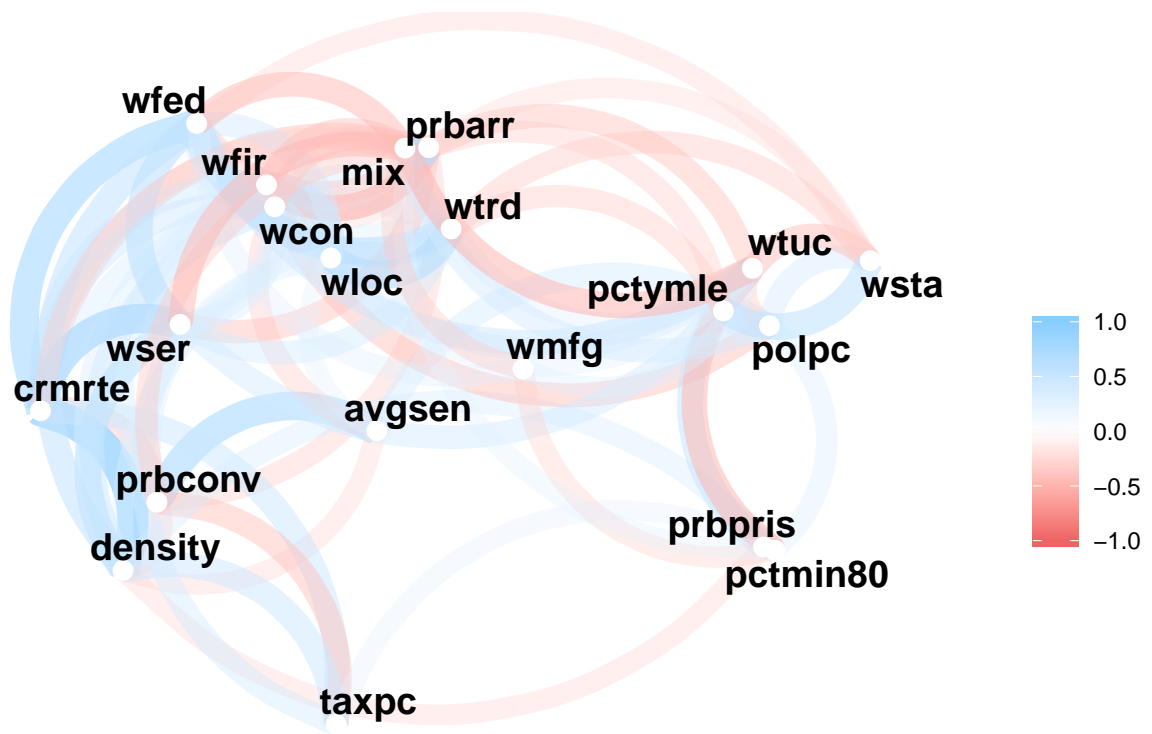 wfed
prbarr
wfir
mix
wtrd
wcon
wtuc
wloc
pctymle
wsta
wser
wmfg
polpc
crmrte
avgsen
prbconv
prbpris
density
pctmin80
taxpc
1.0
0.5
0.0
−0.5
−1.0